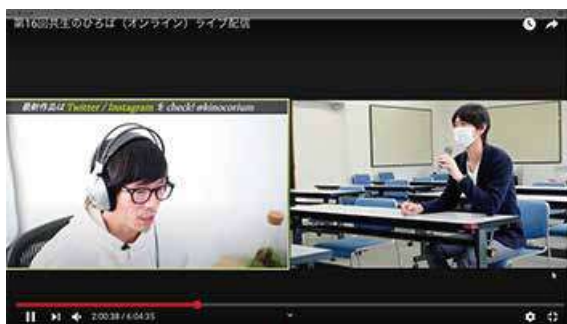 第16回共生のひろば（オンライン）ライブ配信
最新作品は Twitter / Instagram を check! @kinocorium
2:00:38 / 6:04:35